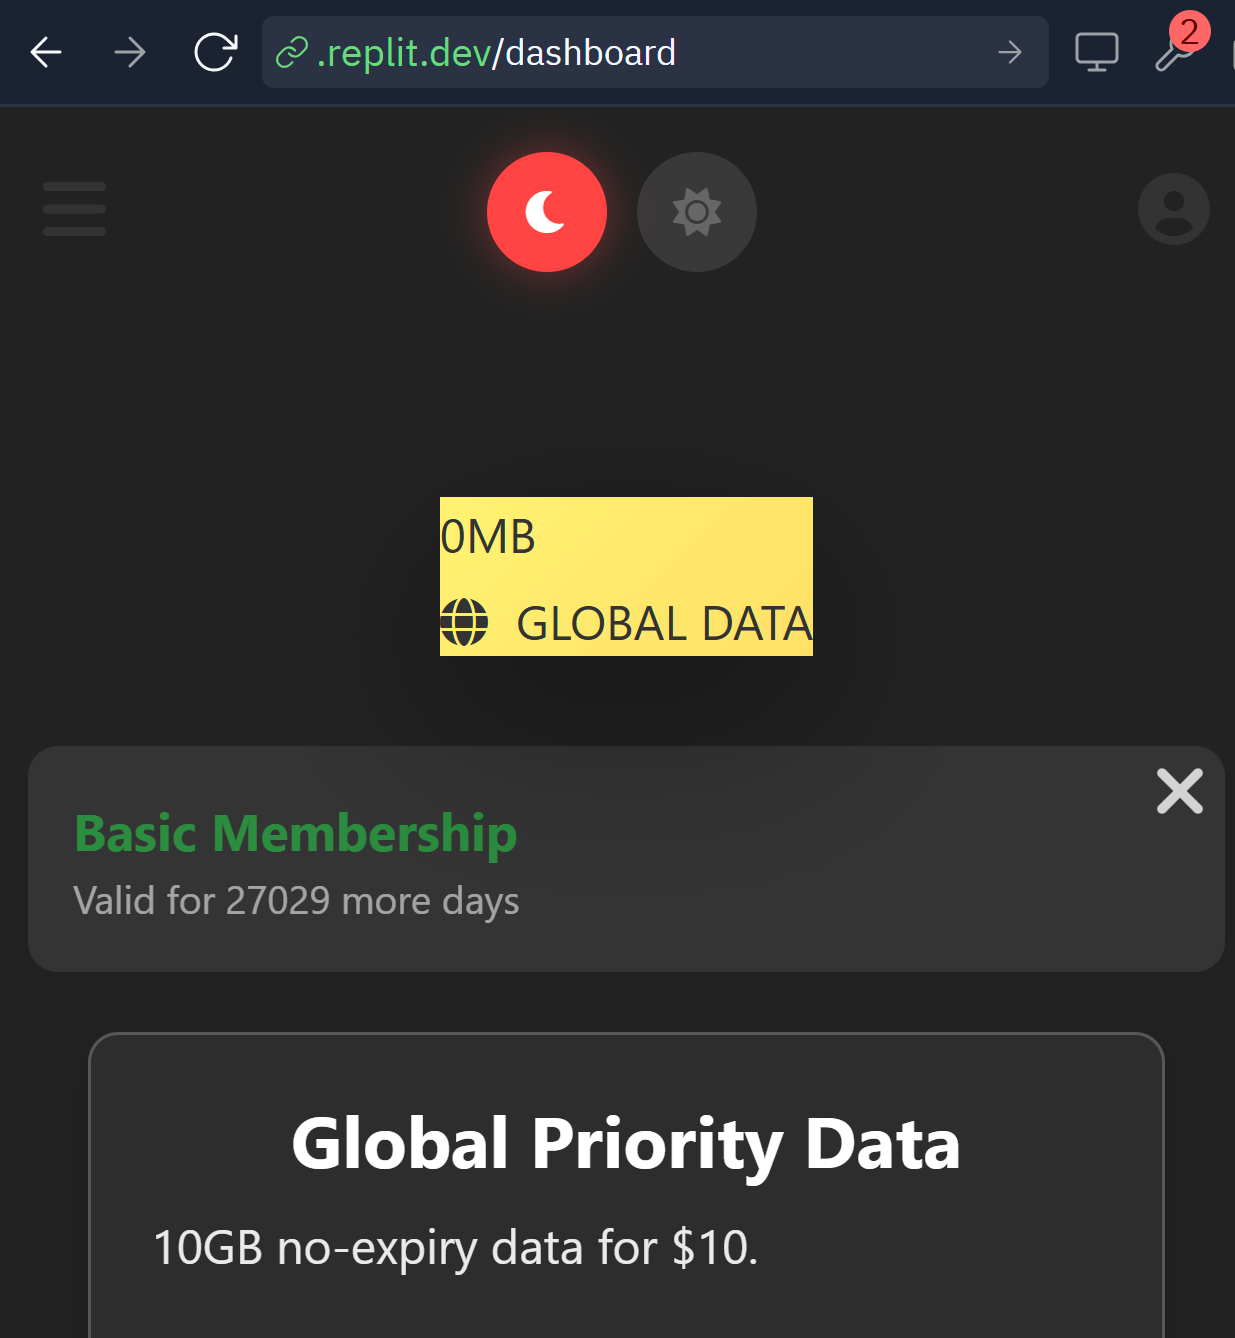 .replit.dev/dashboard
2
0MB
GLOBAL DATA
Basic Membership
Valid for 27029 more days
Global Priority Data
10GB no-expiry data for $10.